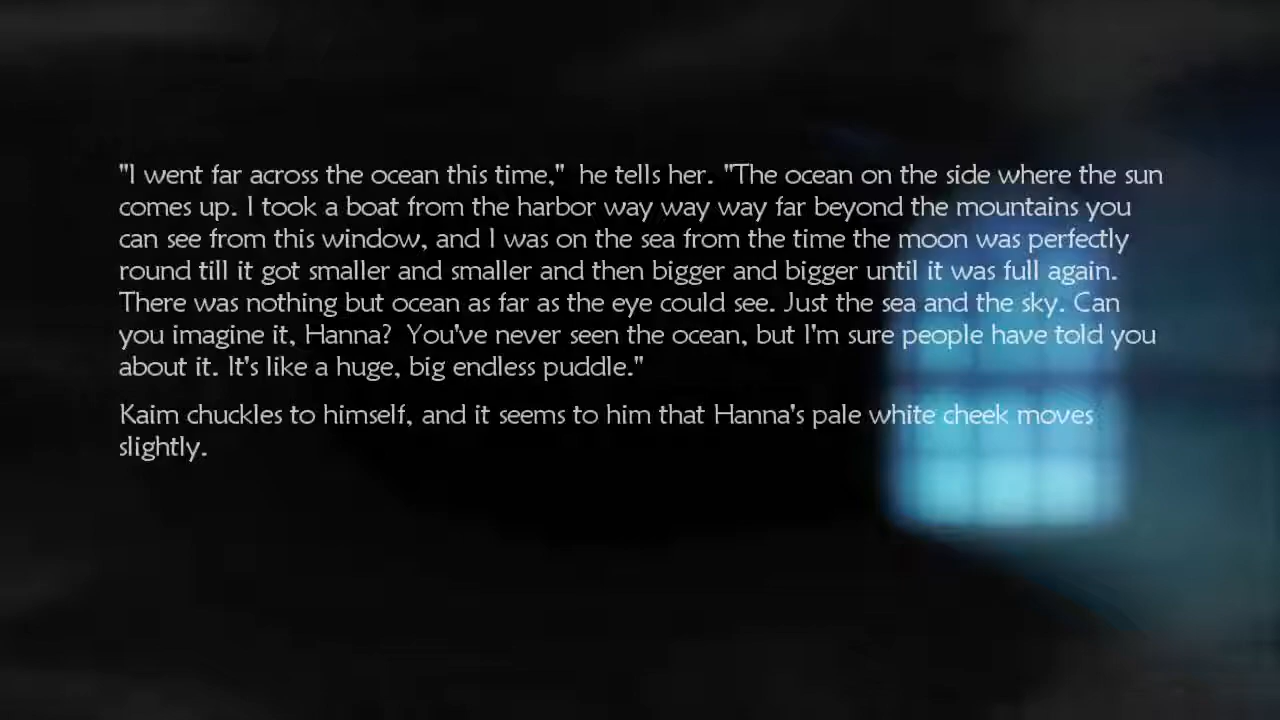 "I went far across the ocean this time,"  he tells her. "The ocean on the side where the sun
comes up. I took a boat from the harbor way way way far beyond the mountains you
can see from this window, and I was on the sea from the time the moon was perfectly
round till it got smaller and smaller and then bigger and bigger until it was full again.
There was nothing but ocean as far as the eye could see. Just the sea and the sky. Can
you imagine it, Hanna?  You've never seen the ocean, but I'm sure people have told you
about it. It's like a huge, big endless puddle."
Kaim chuckles to himself, and it seems to him that Hanna's pale white cheek moves
slightly.